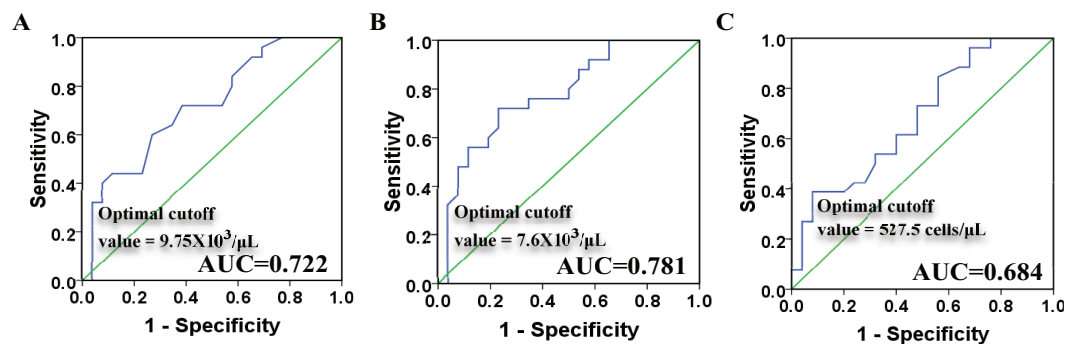 A
1.0
0.8
0.6
0.4
0.2
0.0
Sensitivity
Optimal cutoff
value = 9.75X10³/μL
AUC=0.722
0.0 0.2 0.4 0.6 0.8 1.0
1 - Specificity
B
1.0
0.8
0.6
0.4
0.2
0.0
Sensitivity
Optimal cutoff
value = 7.6X10³/μL
AUC=0.781
0.0 0.2 0.4 0.6 0.8 1.0
1 - Specificity
C
1.0
0.8
0.6
0.4
0.2
0.0
Sensitivity
Optimal cutoff
value = 527.5 cells/μL
AUC=0.684
0.0 0.2 0.4 0.6 0.8 1.0
1 - Specificity